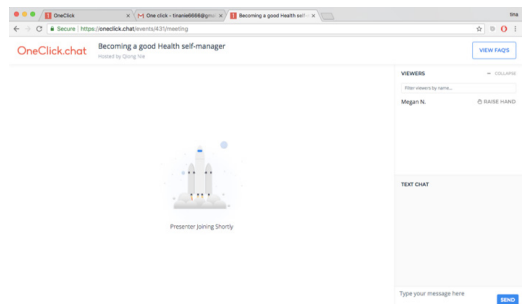 OneClick
One click - tinanie6666@gma
Becoming a good Health self-
tina
Secure https://oneclick.chat/events/431/meeting
OneClick.chat
Becoming a good Health self-manager
Hosted by Qiong Nie
VIEW FAQ'S
VIEWERS
COLLAPSE
Filter viewers by name...
Megan N.
RAISE HAND
Presenter Joining Shortly
TEXT CHAT
Type your message here
SEND